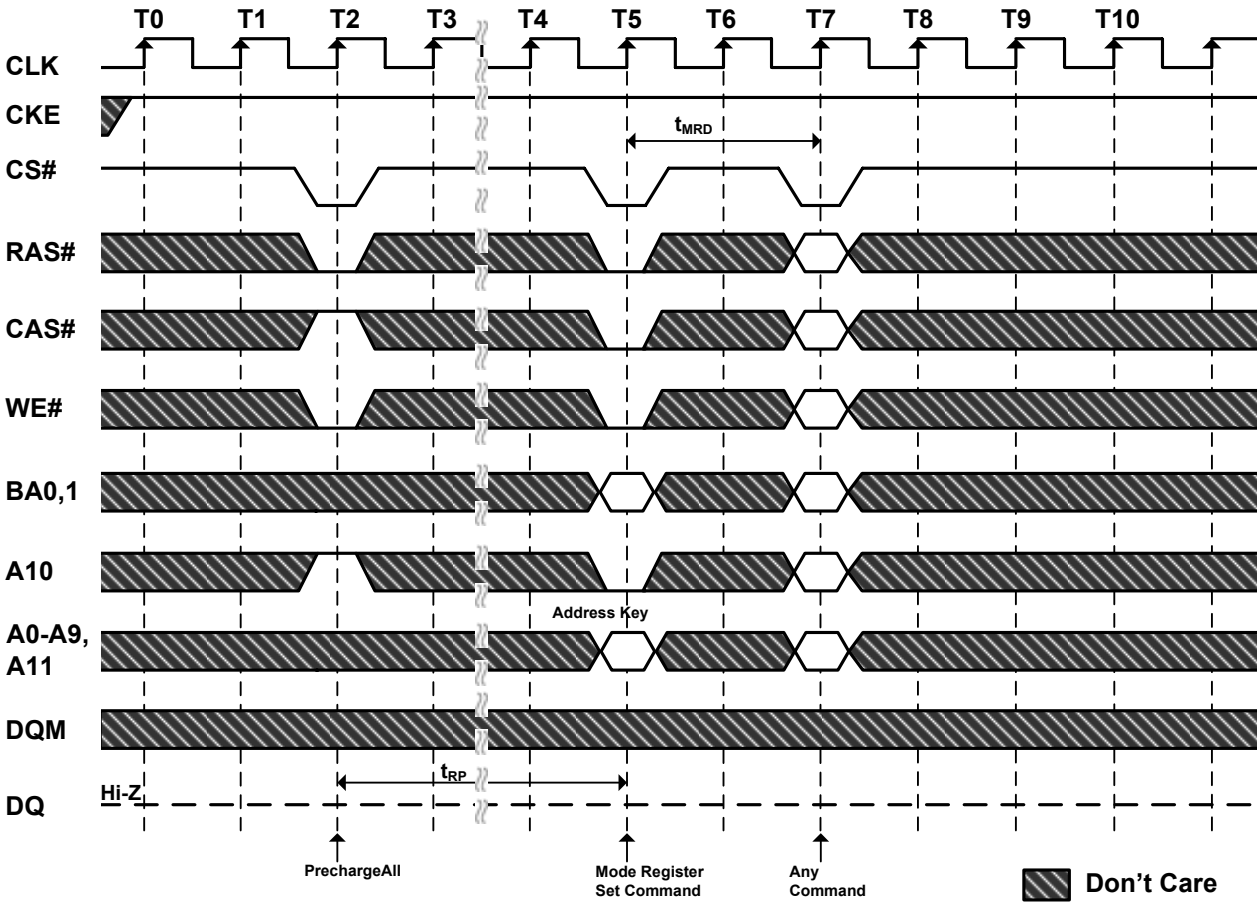 T0 T1 T2 T3 T4 T5 T6 T7 T8 T9 T10
CLK
CKE
tMRD
CS#
RAS#
CAS#
WE#
BA0,1
A10
Address Key
A0-A9,
A11
DQM
tRP
Hi-Z
DQ
PrechargeAll
Mode Register
Set Command
Any
Command
Don't Care